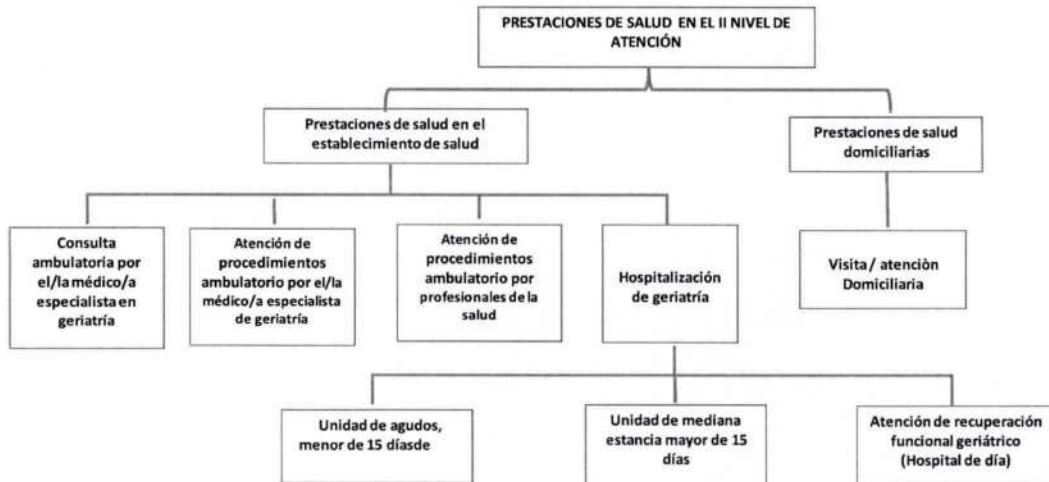 PRESTACIONES DE SALUD EN EL II NIVEL DE
ATENCIÓN
Prestaciones de salud en el
establecimiento de salud
Prestaciones de salud
domiciliarias
Consulta
ambulatoria por
el/la médico/a
especialista en
geriatría
Atención de
procedimientos
ambulatorio por el/la
médico/a especialista
de geriatría
Atención de
procedimientos
ambulatorio por
profesionales de la
salud
Hospitalización
de geriatría
Visita / atenciòn
Domiciliaria
Unidad de agudos,
menor de 15 díasde
Unidad de mediana
estancia mayor de 15
días
Atención de recuperación
funcional geriátrico
(Hospital de día)